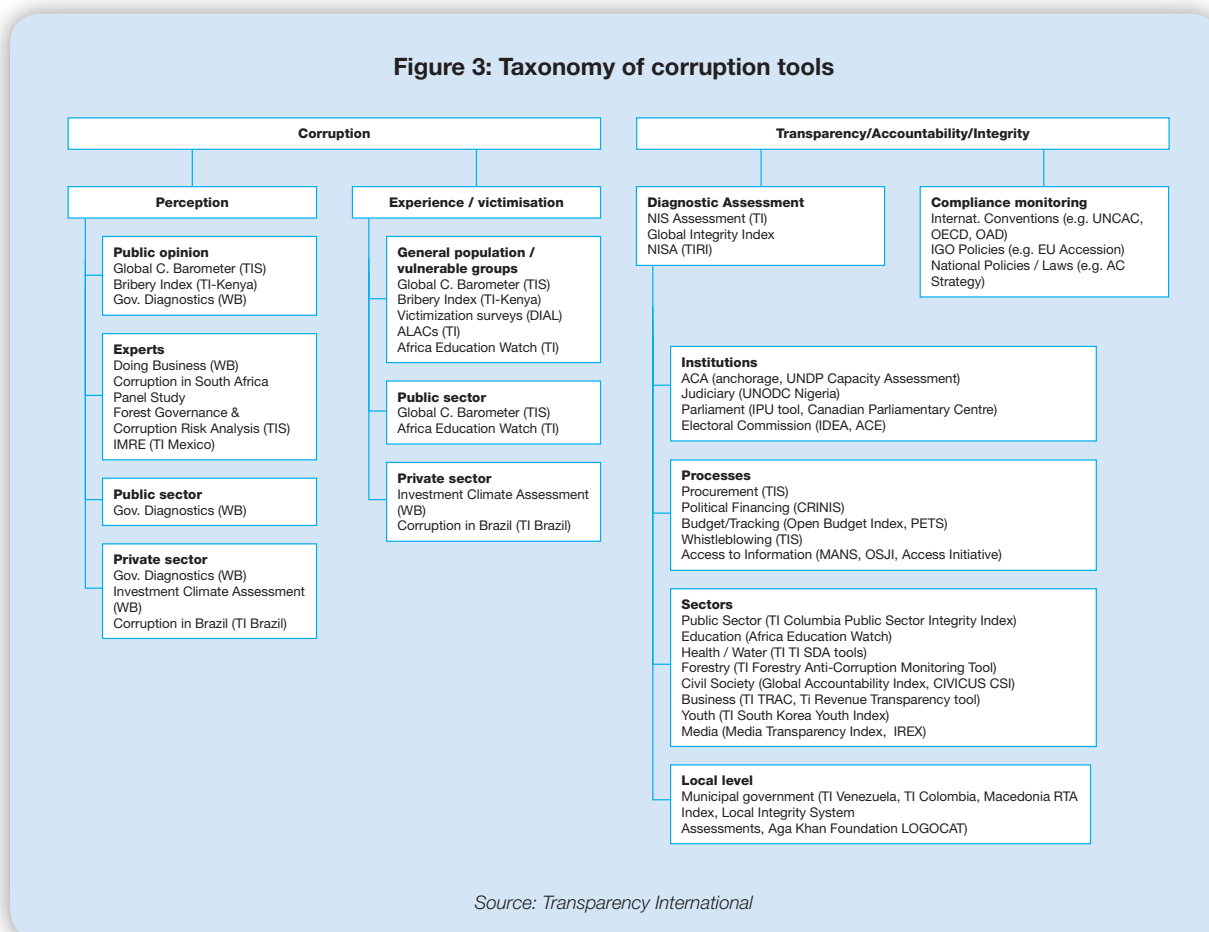 Figure 3: Taxonomy of corruption tools
Corruption
Perception
Public opinion
Global C. Barometer (TIS)
Bribery Index (TI-Kenya)
Gov. Diagnostics (WB)
Experts
Doing Business (WB)
Corruption in South Africa
Panel Study
Forest Governance &
Corruption Risk Analysis (TIS)
IMRE (TI Mexico)
Public sector
Gov. Diagnostics (WB)
Private sector
Gov. Diagnostics (WB)
Investment Climate Assessment
(WB)
Corruption in Brazil (TI Brazil)
Experience / victimisation
General population /
vulnerable groups
Global C. Barometer (TIS)
Bribery Index (TI-Kenya)
Victimization surveys (DIAL)
ALACs (TI)
Africa Education Watch (TI)
Public sector
Global C. Barometer (TIS)
Africa Education Watch (TI)
Private sector
Investment Climate Assessment
(WB)
Corruption in Brazil (TI Brazil)
Transparency/Accountability/Integrity
Diagnostic Assessment
NIS Assessment (TI)
Global Integrity Index
NISA (TIRI)
Compliance monitoring
Internat. Conventions (e.g. UNCAC,
OECD, OAD)
IGO Policies (e.g. EU Accession)
National Policies / Laws (e.g. AC
Strategy)
Institutions
ACA (anchorage, UNDP Capacity Assessment)
Judiciary (UNODC Nigeria)
Parliament (IPU tool, Canadian Parliamentary Centre)
Electoral Commission (IDEA, ACE)
Processes
Procurement (TIS)
Political Financing (CRINIS)
Budget/Tracking (Open Budget Index, PETS)
Whistleblowing (TIS)
Access to Information (MANS, OSJI, Access Initiative)
Sectors
Public Sector (TI Columbia Public Sector Integrity Index)
Education (Africa Education Watch)
Health / Water (TI TI SDA tools)
Forestry (TI Forestry Anti-Corruption Monitoring Tool)
Civil Society (Global Accountability Index, CIVICUS CSI)
Business (TI TRAC, Ti Revenue Transparency tool)
Youth (TI South Korea Youth Index)
Media (Media Transparency Index, IREX)
Local level
Municipal government (TI Venezuela, TI Colombia, Macedonia RTA
Index, Local Integrity System
Assessments, Aga Khan Foundation LOGOCAT)
Source: Transparency International